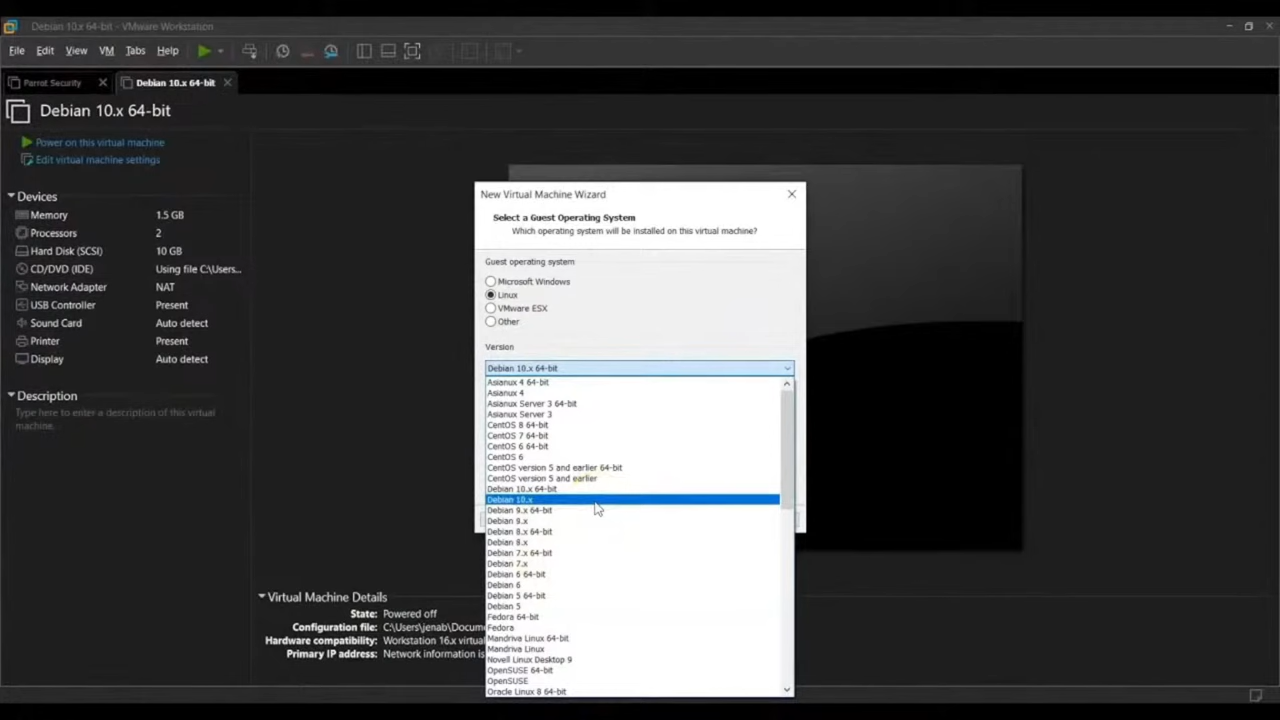 Debian 10.x 64-bit - VMware Workstation
File Edit View VM Tabs Help
Parrot Security Debian 10.x 64-bit
Debian 10.x 64-bit
Power on this virtual machine
Edit virtual machine settings
Devices
Memory 1.5 GB
Processors 2
Hard Disk (SCSI) 10 GB
CD/DVD (IDE) Using file C:\Users...
Network Adapter NAT
USB Controller Present
Sound Card Auto detect
Printer Present
Display Auto detect
Description
Type here to enter a description of this virtual
machine.
New Virtual Machine Wizard
Select a Guest Operating System
Which operating system will be installed on this virtual machine?
Guest operating system
Microsoft Windows
Linux
VMware ESX
Other
Version
Debian 10.x 64-bit
Asianux 4 64-bit
Asianux 4
Asianux Server 3 64-bit
Asianux Server 3
CentOS 8 64-bit
CentOS 7 64-bit
CentOS 6 64-bit
CentOS 6
CentOS version 5 and earlier 64-bit
CentOS version 5 and earlier
Debian 10.x 64-bit
Debian 10.x
Debian 9.x 64-bit
Debian 9.x
Debian 8.x 64-bit
Debian 8.x
Debian 7.x 64-bit
Debian 7.x
Debian 6 64-bit
Debian 6
Debian 5 64-bit
Debian 5
Fedora 64-bit
Fedora
Mandriva Linux 64-bit
Mandriva Linux
Novell Linux Desktop 9
OpenSUSE 64-bit
OpenSUSE
Oracle Linux 8 64-bit
Virtual Machine Details
State: Powered off
Configuration file: C:\Users\jenab\Docum
Hardware compatibility: Workstation 16.x virtual
Primary IP address: Network information is